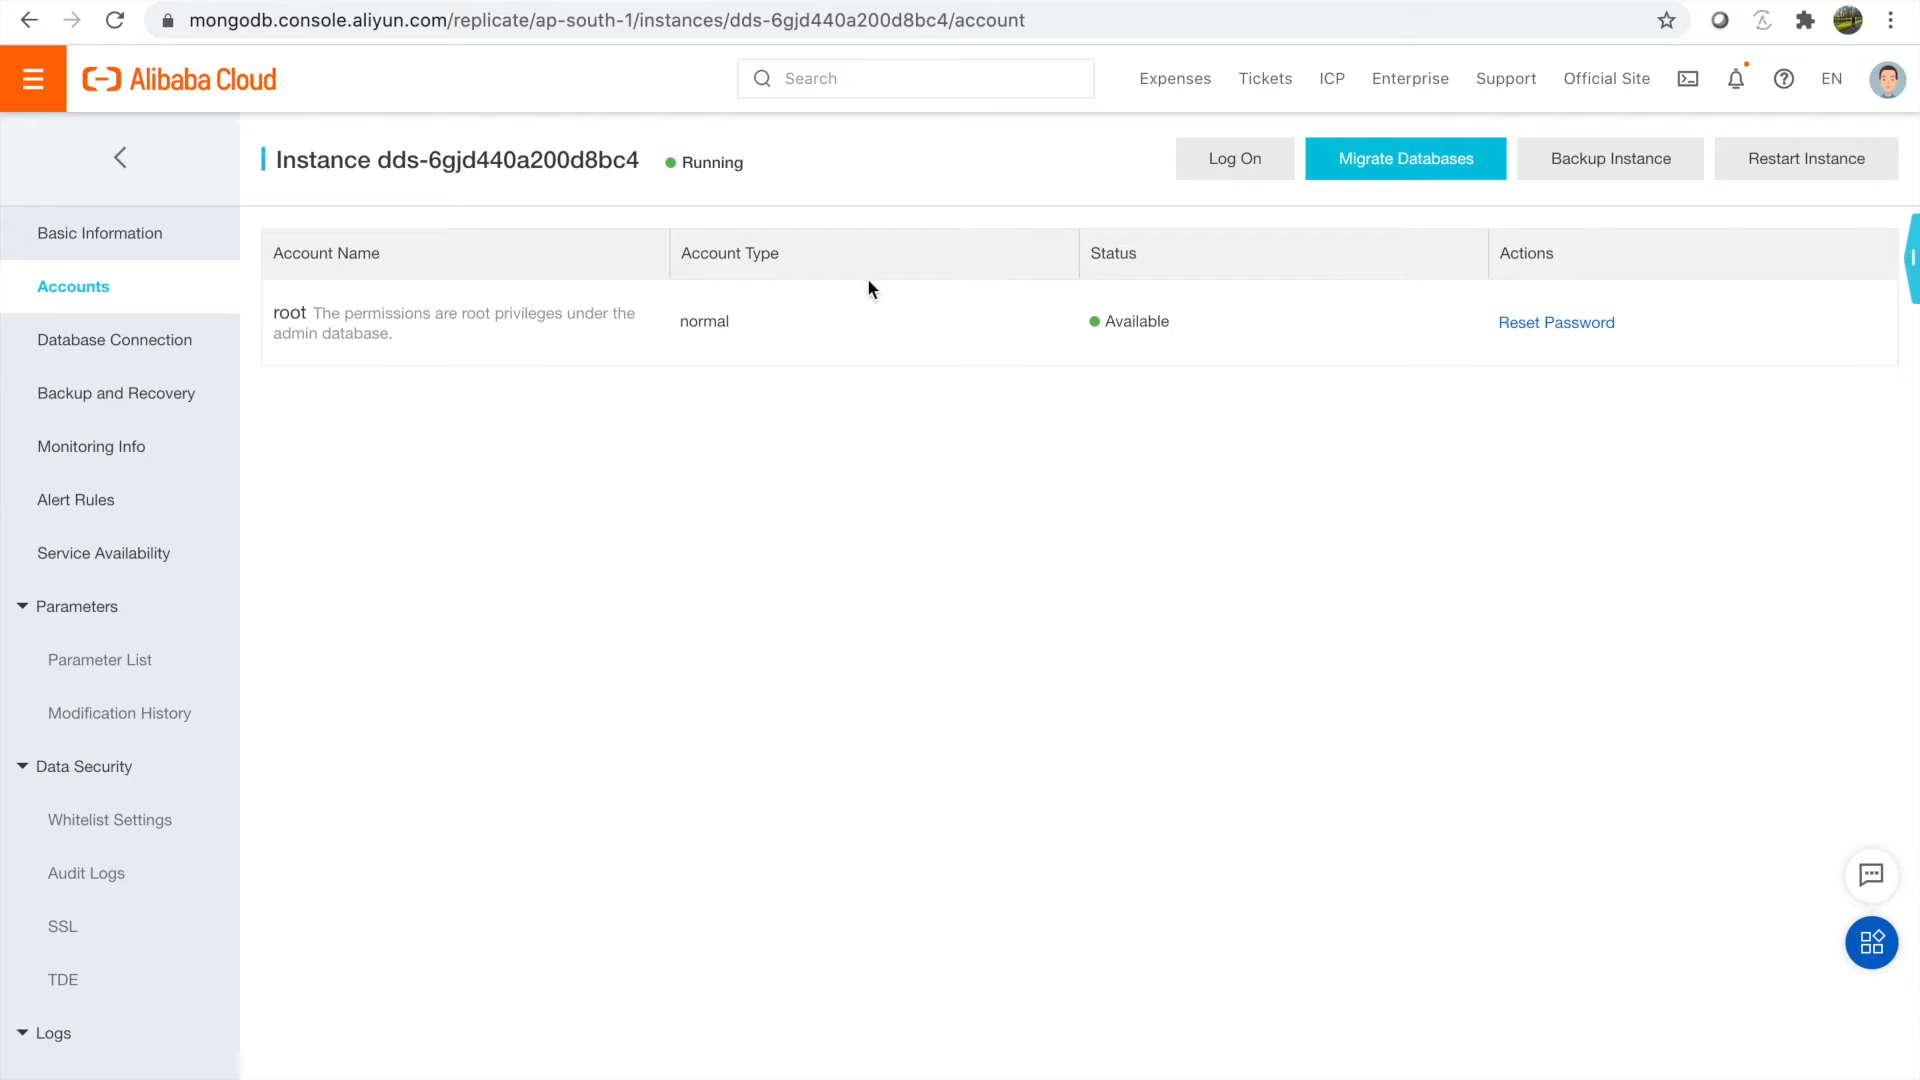 mongodb.console.aliyun.com/replicate/ap-south-1/instances/dds-6gjd440a200d8bc4/account
Alibaba Cloud
Search
Expenses
Tickets
ICP
Enterprise
Support
Official Site
EN
Instance dds-6gjd440a200d8bc4
Running
Log On
Migrate Databases
Backup Instance
Restart Instance
Basic Information
Accounts
Database Connection
Backup and Recovery
Monitoring Info
Alert Rules
Service Availability
Parameters
Parameter List
Modification History
Data Security
Whitelist Settings
Audit Logs
SSL
TDE
Logs
Account Name
Account Type
Status
Actions
root The permissions are root privileges under the
admin database.
normal
Available
Reset Password